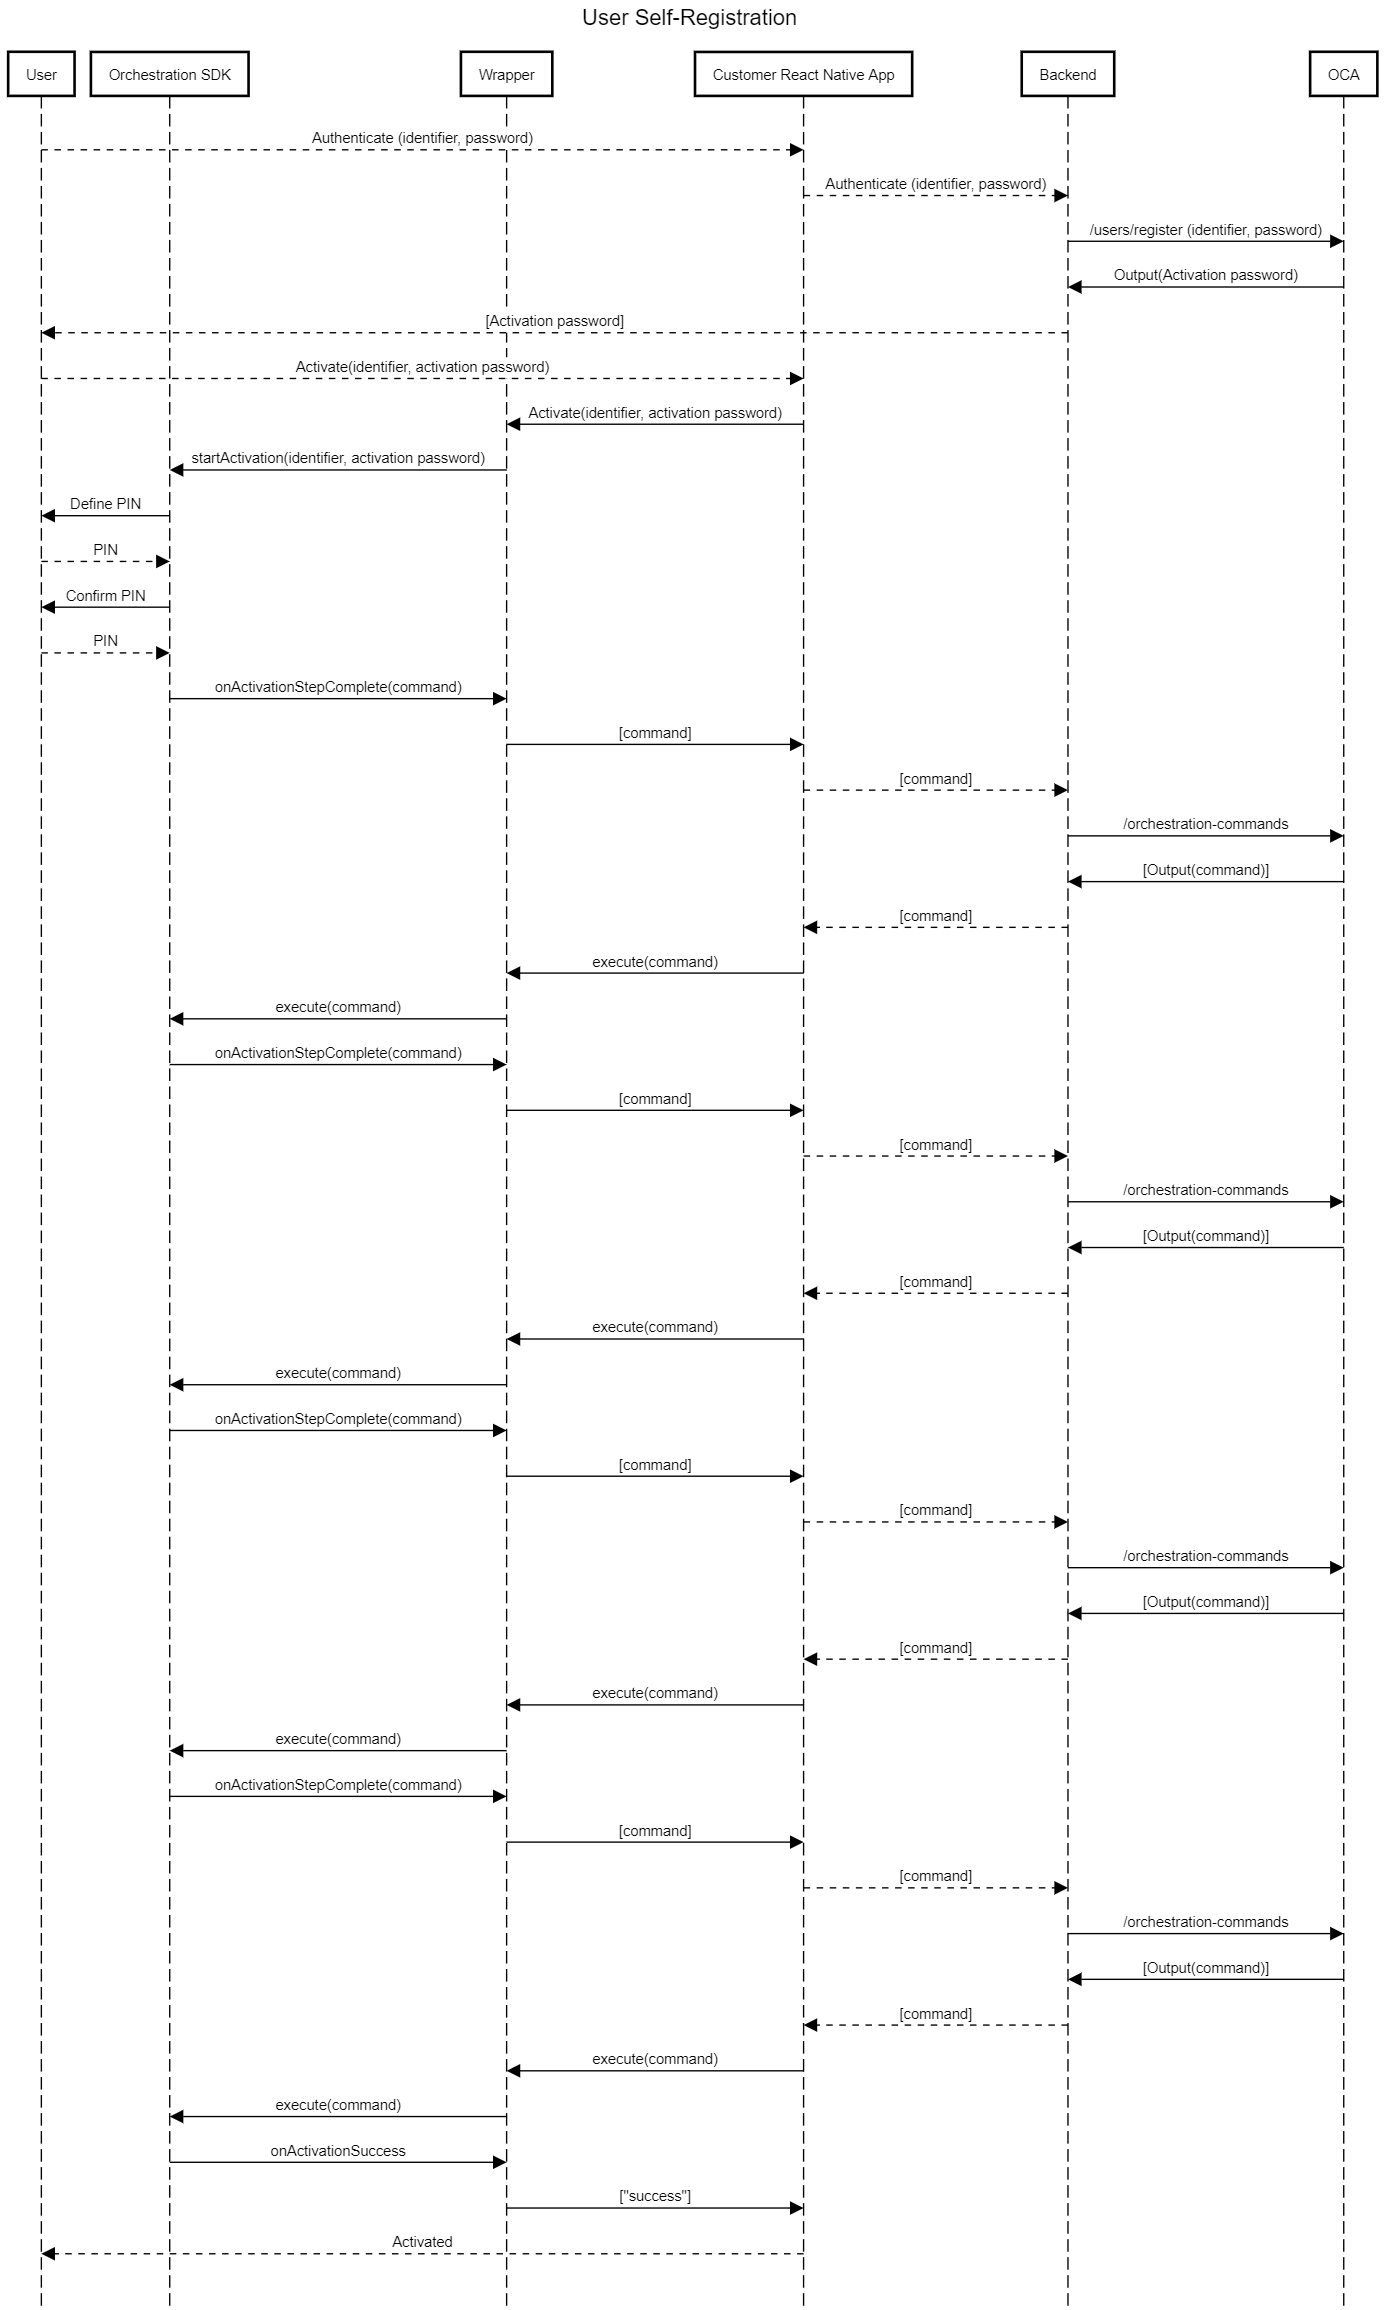 User Self-Registration
User
Orchestration SDK
Wrapper
Customer React Native App
Backend
OCA
Authenticate (identifier, password)
Authenticate (identifier, password)
/users/register (identifier, password)
Output(Activation password)
[Activation password]
Activate(identifier, activation password)
Activate(identifier, activation password)
startActivation(identifier, activation password)
Define PIN
PIN
Confirm PIN
PIN
onActivationStepComplete(command)
[command]
[command]
/orchestration-commands
[Output(command)]
[command]
execute(command)
execute(command)
onActivationStepComplete(command)
[command]
[command]
/orchestration-commands
[Output(command)]
[command]
execute(command)
execute(command)
onActivationStepComplete(command)
[command]
[command]
/orchestration-commands
[Output(command)]
[command]
execute(command)
execute(command)
onActivationStepComplete(command)
[command]
[command]
/orchestration-commands
[Output(command)]
[command]
execute(command)
execute(command)
onActivationSuccess
["success"]
Activated